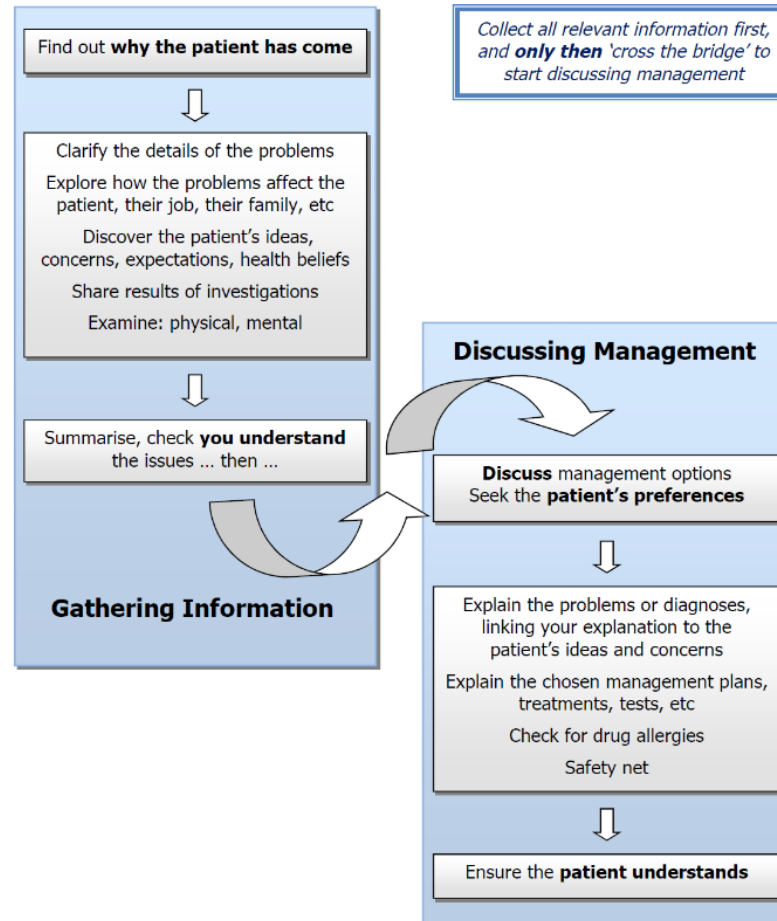 Find out why the patient has come
Clarify the details of the problems
Explore how the problems affect the
patient, their job, their family, etc
Discover the patient's ideas,
concerns, expectations, health beliefs
Share results of investigations
Examine: physical, mental
Summarise, check you understand
the issues ... then ...
Gathering Information
Collect all relevant information first,
and only then 'cross the bridge' to
start discussing management
Discussing Management
Discuss management options
Seek the patient's preferences
Explain the problems or diagnoses,
linking your explanation to the
patient's ideas and concerns
Explain the chosen management plans,
treatments, tests, etc
Check for drug allergies
Safety net
Ensure the patient understands